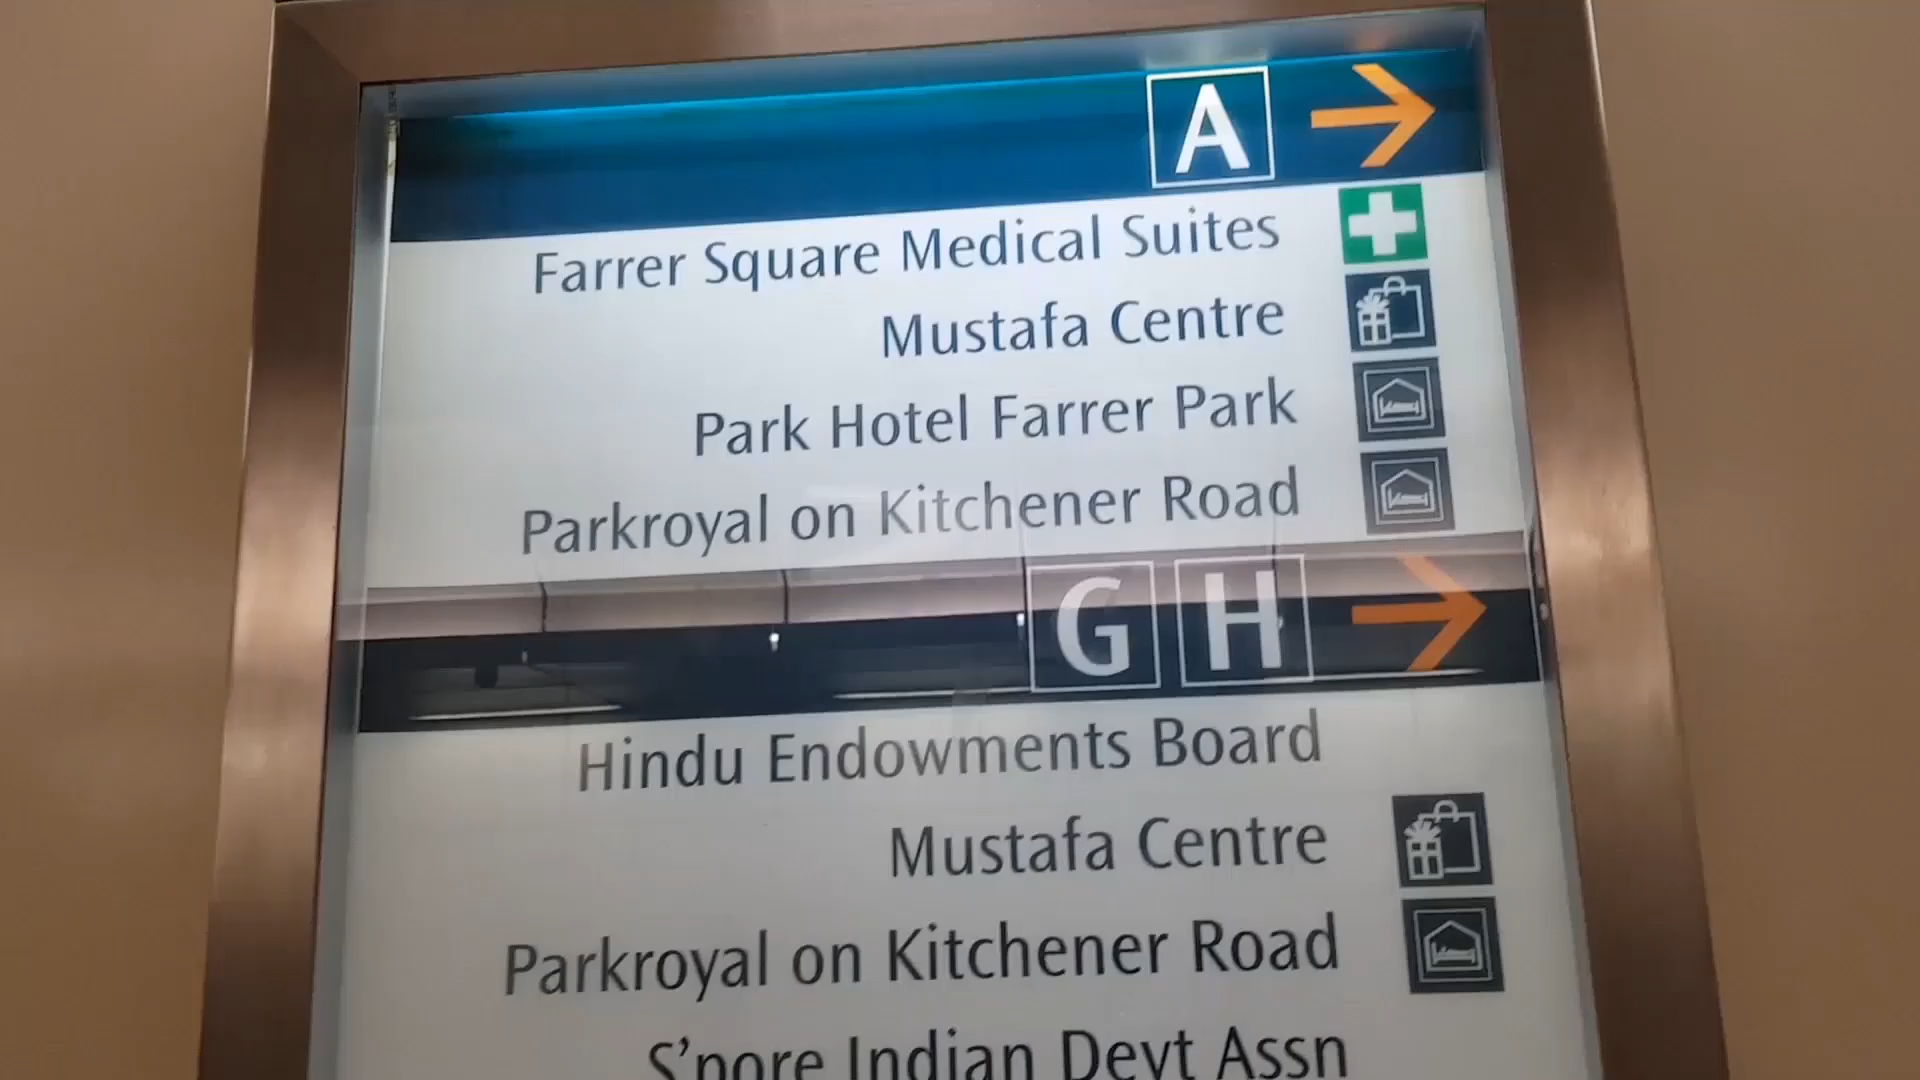 A
Farrer Square Medical Suites
Mustafa Centre
Park Hotel Farrer Park
Parkroyal on Kitchener Road
G H
Hindu Endowments Board
Mustafa Centre
Parkroyal on Kitchener Road
S'pore Indian Devt Assn